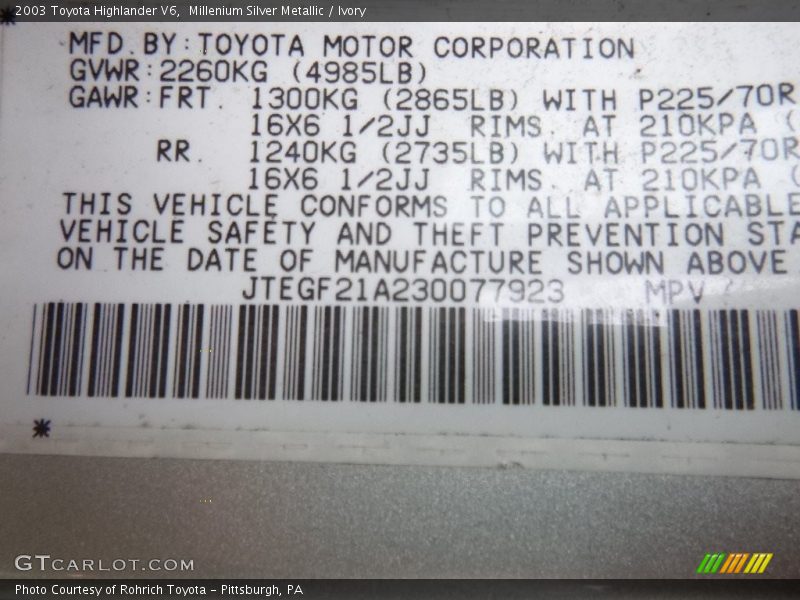 2003 Toyota Highlander V6,  Millenium Silver Metallic / Ivory
MFD. BY: TOYOTA MOTOR CORPORATION
GVWR: 2260KG (4985LB)
GAWR: FRT. 1300KG (2865LB) WITH P225/70R
16X6 1/2JJ RIMS. AT 210KPA (
RR. 1240KG (2735LB) WITH P225/70R
16X6 1/2JJ RIMS. AT 210KPA (
THIS VEHICLE CONFORMS TO ALL APPLICABLE
VEHICLE SAFETY AND THEFT PREVENTION STA
ON THE DATE OF MANUFACTURE SHOWN ABOVE
JTEGF21A230077923 MPV
*
GTCARLOT.COM
Photo Courtesy of Rohrich Toyota - Pittsburgh, PA